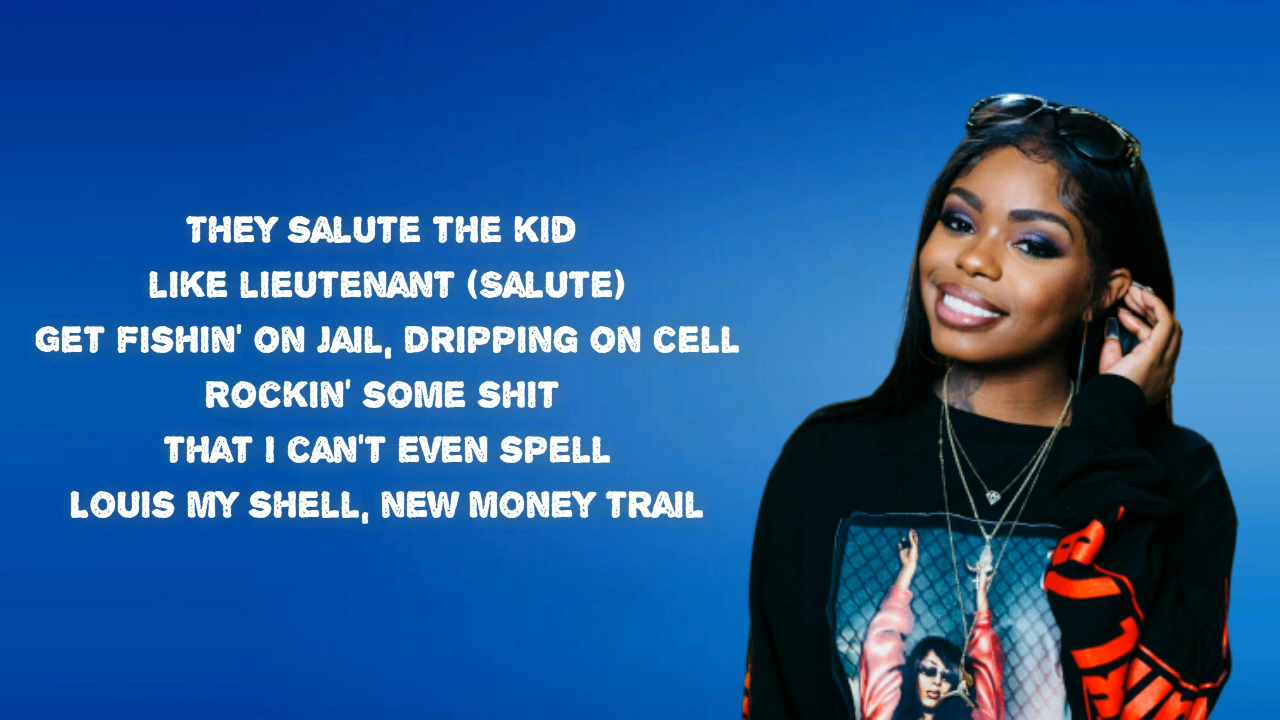 THEY SALUTE THE KID
LIKE LIEUTENANT (SALUTE)
GET FISHIN' ON JAIL, DRIPPING ON CELL
ROCKIN' SOME SHIT
THAT I CAN'T EVEN SPELL
LOUIS MY SHELL, NEW MONEY TRAIL